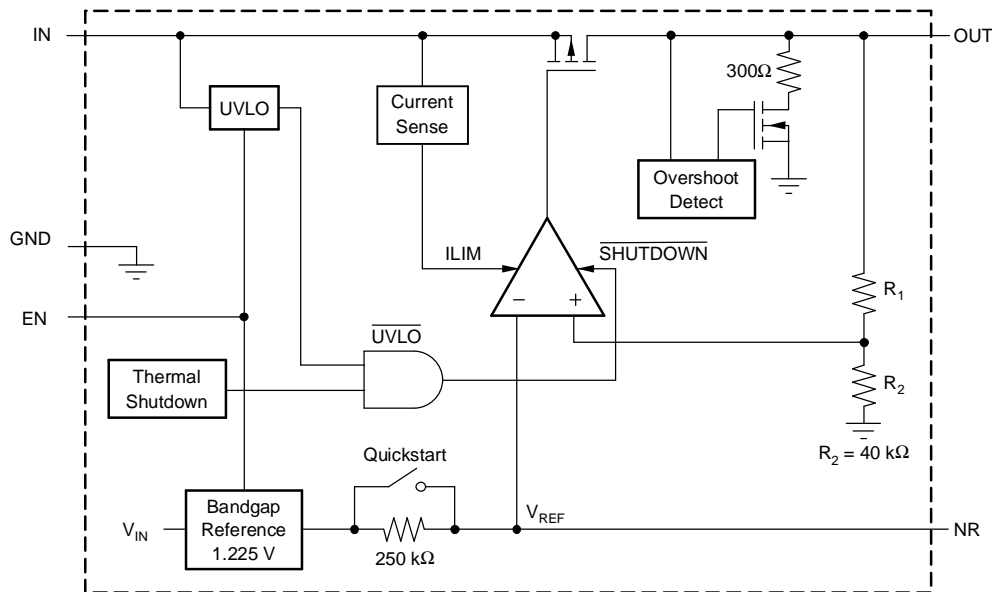 IN
OUT
300Ω
UVLO
Current
Sense
Overshoot
Detect
GND
ILIM
SHUTDOWN
R1
EN
− +
UVLO
Thermal
Shutdown
R2
R2 = 40 kΩ
Quickstart
VIN
Bandgap
Reference
1.225 V
VREF
NR
250 kΩ